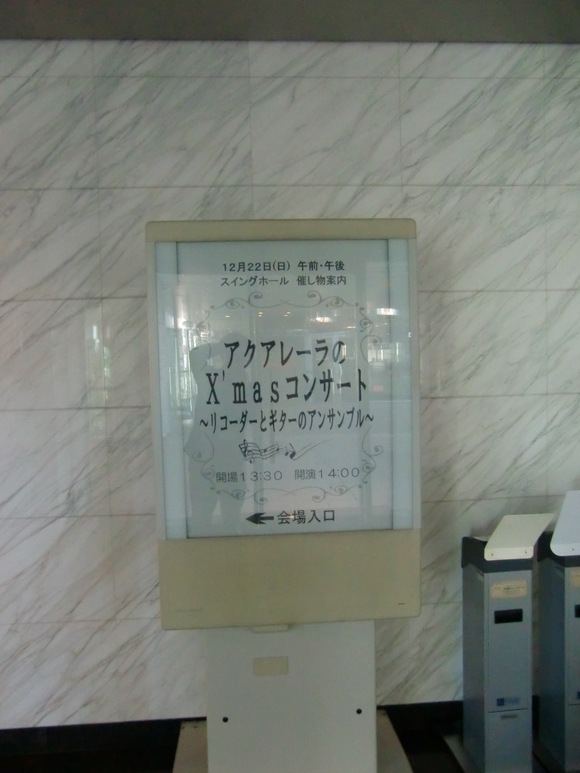 12月22日(日) 午前・午後
スイングホール 催し物案内
アクアレーラの
X'masコンサート
~リコーダーとギターのアンサンブル~
開場13:30 開演14:00
←会場入口